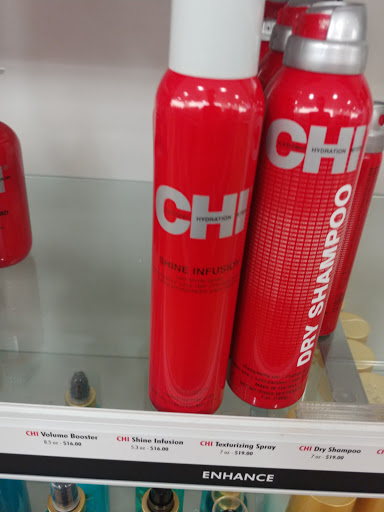 CHI
HYDRATION
SHINE INFUSION
CHI
HYDRATION
DRY SHAMPOO
CHI Volume Booster
8.5 oz - $16.00
CHI Shine Infusion
5.3 oz - $16.00
CHI Texturizing Spray
7 oz - $19.00
CHI Dry Shampoo
7 oz - $19.00
ENHANCE